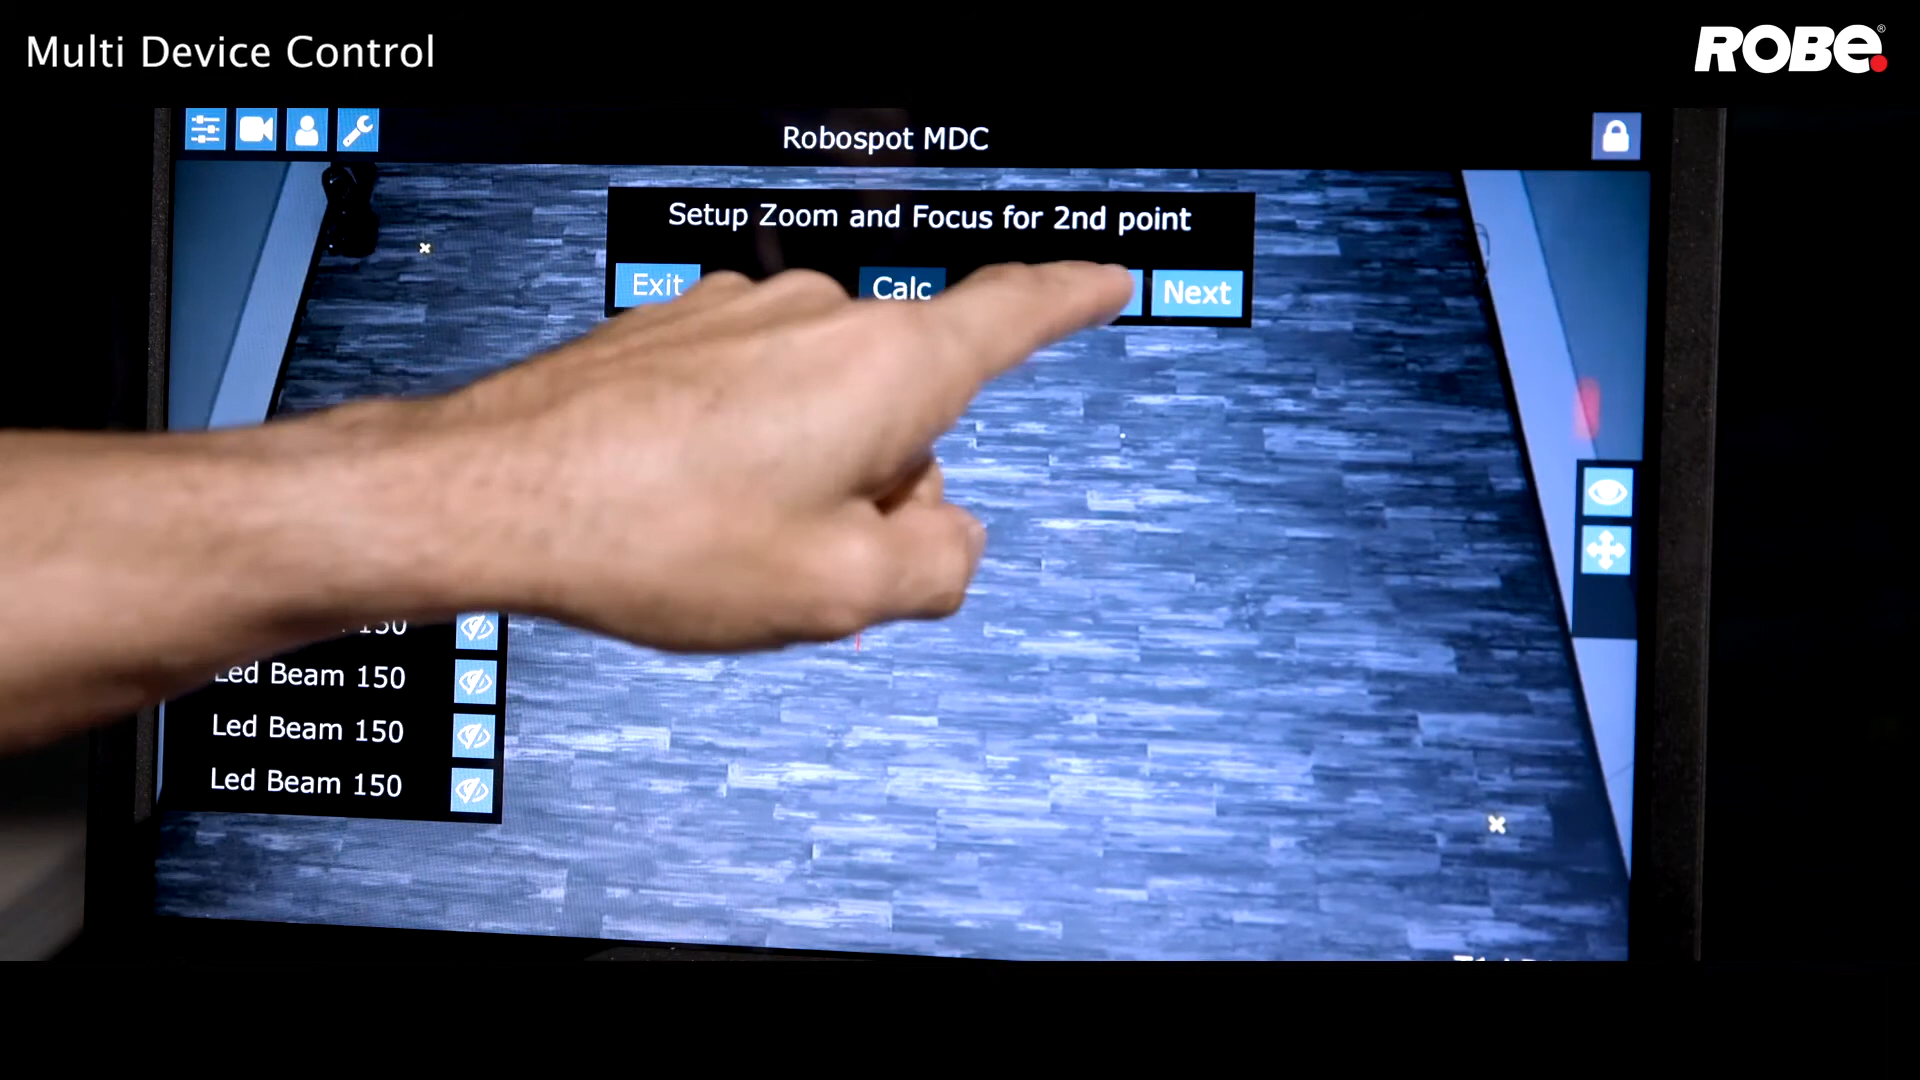 Multi Device Control
ROBE
Robospot MDC
Setup Zoom and Focus for 2nd point
Exit
Calc
Next
Led Beam 150
Led Beam 150
Led Beam 150